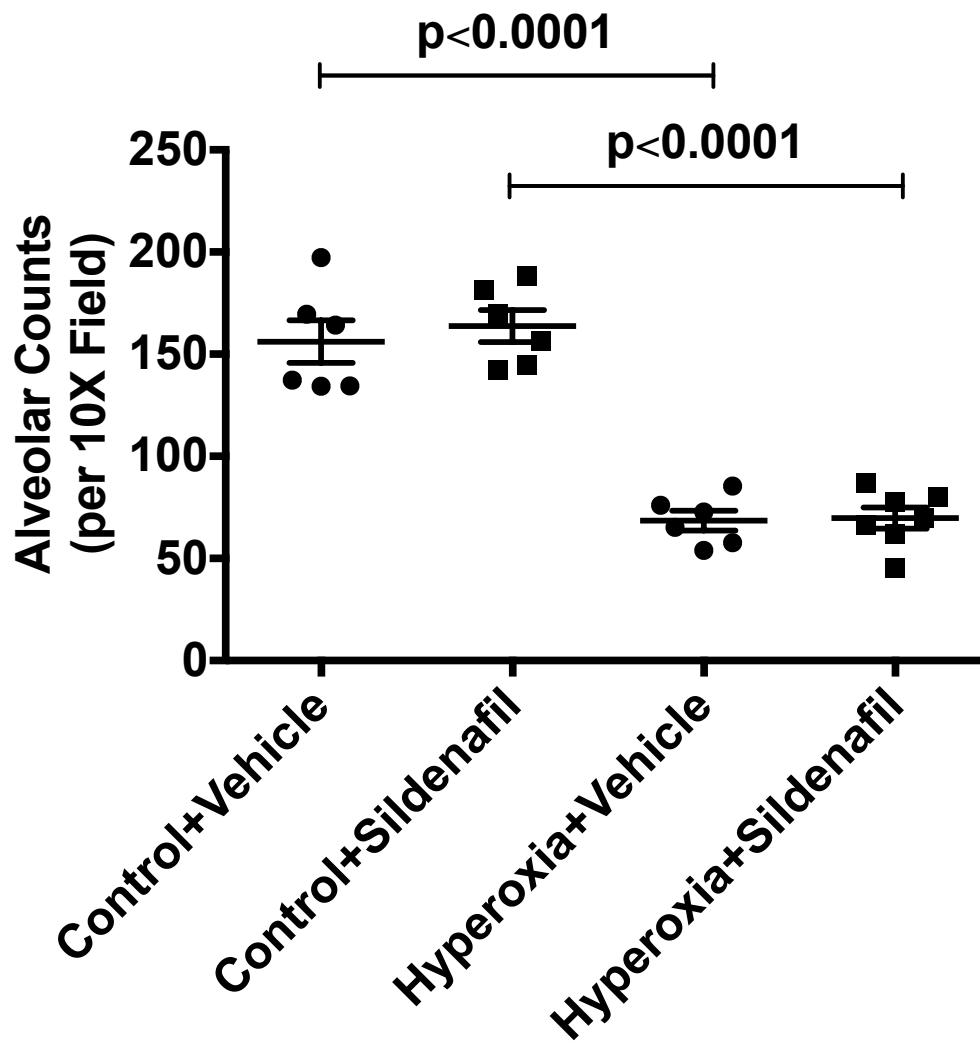 p<0.0001
p<0.0001
Alveolar Counts
(per 10X Field)
250
200
150
100
50
0
Control+Vehicle
Control+Sildenafil
Hyperoxia+Vehicle
Hyperoxia+Sildenafil